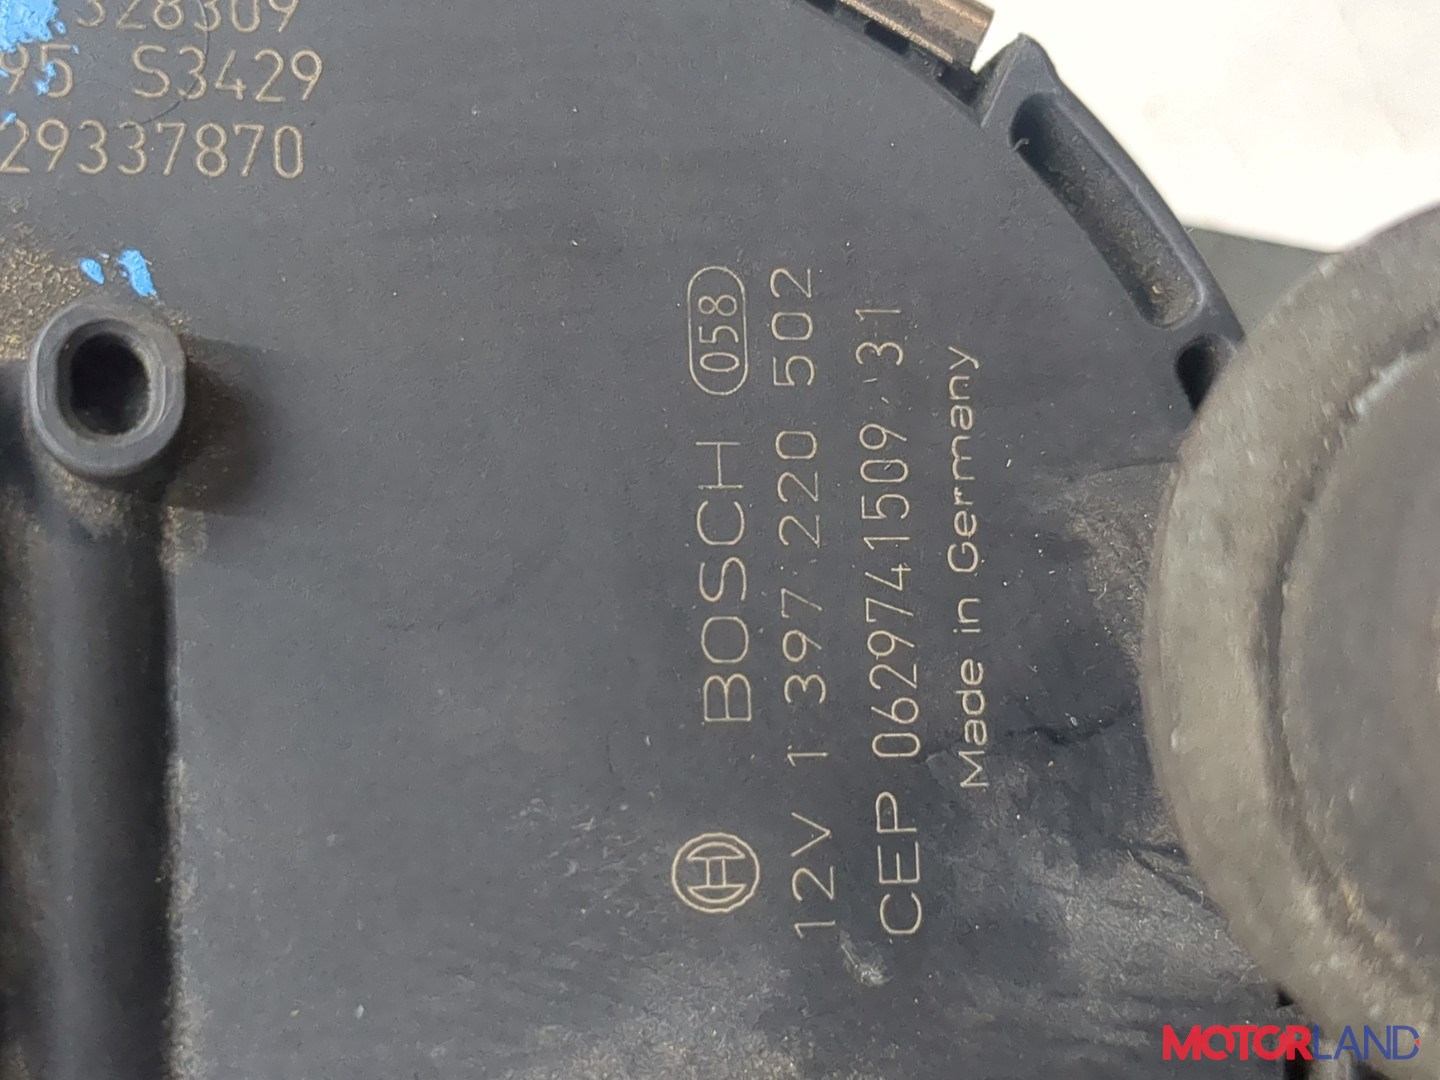 328309
95 S3429
29337870
BOSCH 058
12V 1 397 220 502
CEP 0629741509 31
Made in Germany
MOTORLAND